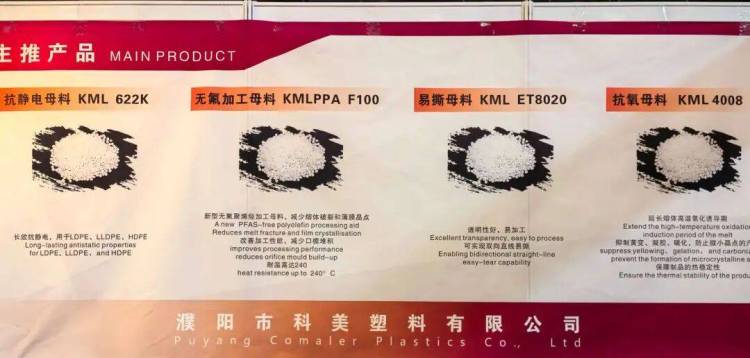 主推产品 MAIN PRODUCT
抗静电母料 KML 622K
长效抗静电，用于LDPE、LLDPE、HDPE
Long-lasting antistatic properties
for LDPE, LLDPE, and HDPE
无氟加工母料 KMLPPA F100
新型无氟聚烯烃加工母料，减少熔体破裂和薄膜晶点
A new PFAS-free polyolefin processing aid
Reduces melt fracture and film crystallisation
改善加工性能，减少口模堆积
improves processing performance
reduces orifice mould build-up
耐温高达240
heat resistance up to 240° C
易撕母料 KML ET8020
透明性好、易加工
Excellent transparency, easy to process
可实现双向直线易撕
Enabling bidirectional straight-line
easy-tear capability
抗氧母料 KML 4008
延长熔体高温氧化诱导期
Extend the high-temperature oxidation
induction period of the melt
抑制黄变、凝胶、碳化，防止微小晶点的产
suppress yellowing, gelation, and carboniz
prevent the formation of microcrystalline s
保障制品的热稳定性
Ensure the thermal stability of the produ
濮阳市科美塑料有限公司
Puyang Comaler Plastics Co., Ltd